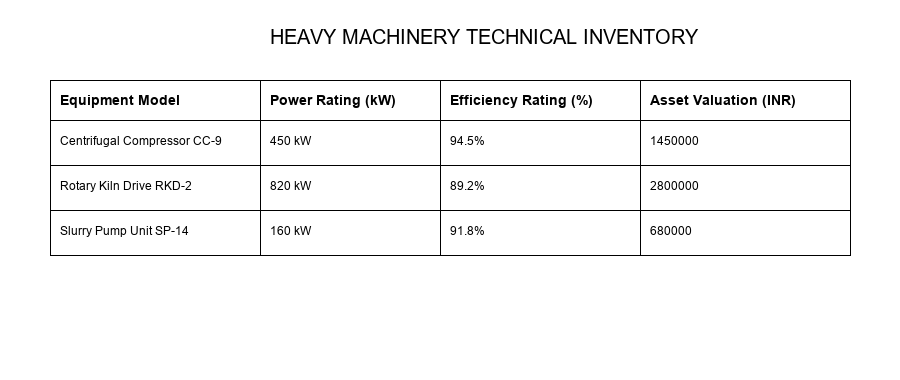 HEAVY MACHINERY TECHNICAL INVENTORY
Equipment Model Power Rating (kW) Efficiency Rating (%) Asset Valuation (INR)
Centrifugal Compressor CC-9 450 kW 94.5% 1450000
Rotary Kiln Drive RKD-2 820 kW 89.2% 2800000
Slurry Pump Unit SP-14 160 kW 91.8% 680000